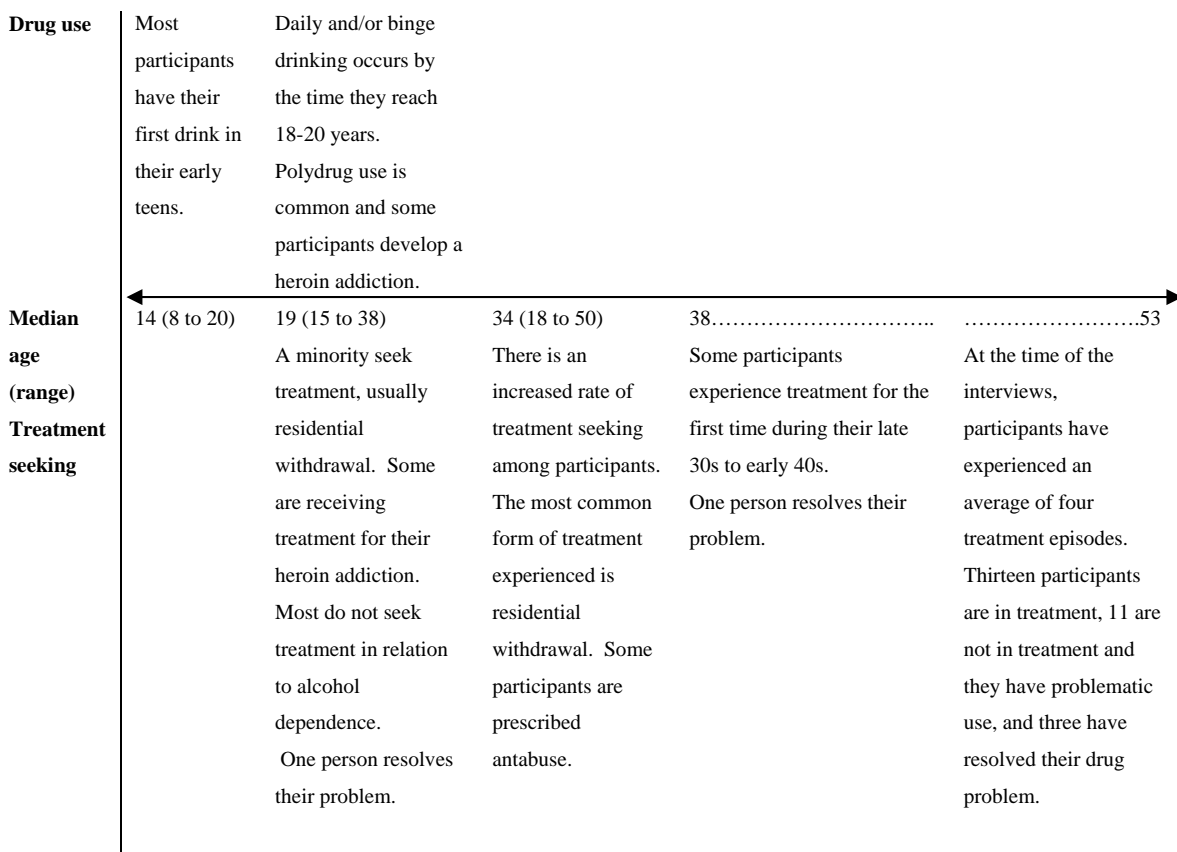 Drug use
Most
participants
have their
first drink in
their early
teens.
Daily and/or binge
drinking occurs by
the time they reach
18-20 years.
Polydrug use is
common and some
participants develop a
heroin addiction.
Median
age
(range)
Treatment
seeking
14 (8 to 20)
19 (15 to 38)
A minority seek
treatment, usually
residential
withdrawal.  Some
are receiving
treatment for their
heroin addiction.
Most do not seek
treatment in relation
to alcohol
dependence.
One person resolves
their problem.
34 (18 to 50)
There is an
increased rate of
treatment seeking
among participants.
The most common
form of treatment
experienced is
residential
withdrawal.  Some
participants are
prescribed
antabuse.
38…………………………..
Some participants
experience treatment for the
first time during their late
30s to early 40s.
One person resolves their
problem.
…………………….53
At the time of the
interviews,
participants have
experienced an
average of four
treatment episodes.
Thirteen participants
are in treatment, 11 are
not in treatment and
they have problematic
use, and three have
resolved their drug
problem.